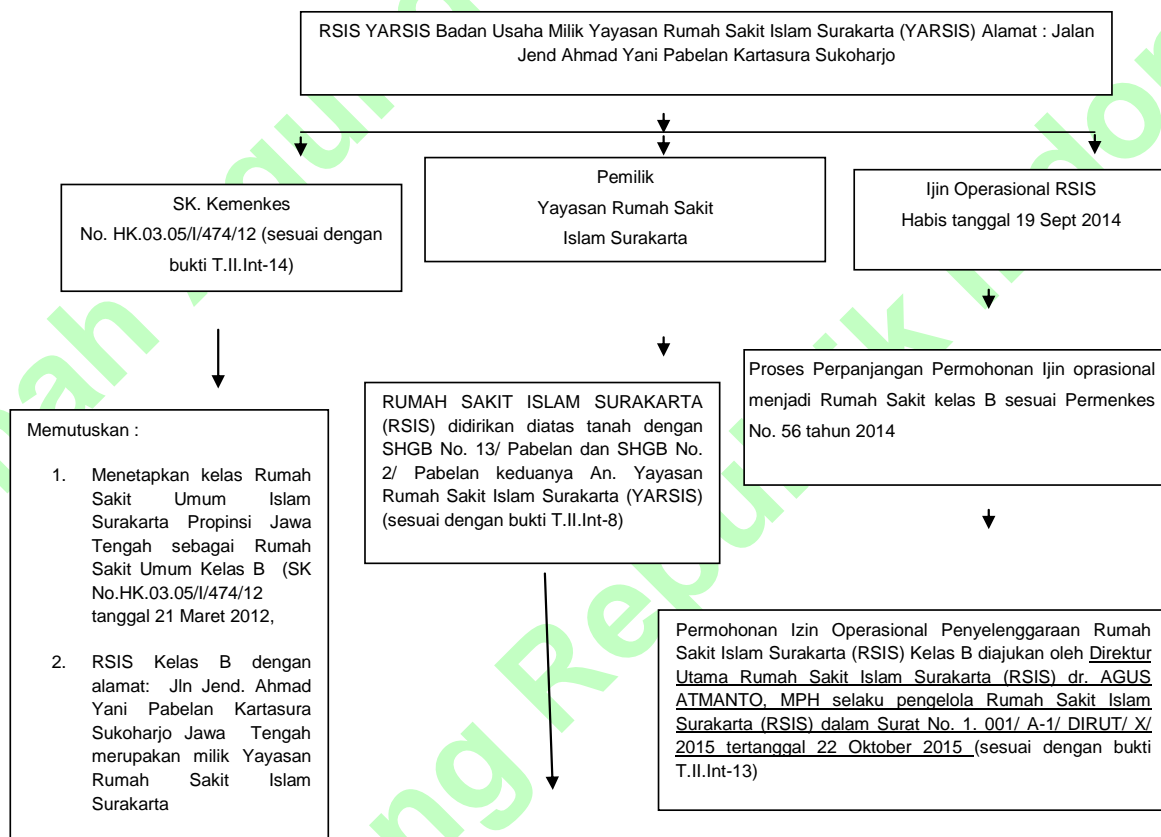 RSIS YARSIS Badan Usaha Milik Yayasan Rumah Sakit Islam Surakarta (YARSIS) Alamat : Jalan
Jend Ahmad Yani Pabelan Kartasura Sukoharjo
SK. Kemenkes
No. HK.03.05/I/474/12 (sesuai dengan
bukti T.II.Int-14)
Pemilik
Yayasan Rumah Sakit
Islam Surakarta
Ijin Operasional RSIS
Habis tanggal 19 Sept 2014
Memutuskan :
1. Menetapkan kelas Rumah
Sakit Umum Islam
Surakarta Propinsi Jawa
Tengah sebagai Rumah
Sakit Umum Kelas B (SK
No.HK.03.05/I/474/12
tanggal 21 Maret 2012,
2. RSIS Kelas B dengan
alamat: Jln Jend. Ahmad
Yani Pabelan Kartasura
Sukoharjo Jawa Tengah
merupakan milik Yayasan
Rumah Sakit Islam
Surakarta
RUMAH SAKIT ISLAM SURAKARTA
(RSIS) didirikan diatas tanah dengan
SHGB No. 13/ Pabelan dan SHGB No.
2/ Pabelan keduanya An. Yayasan
Rumah Sakit Islam Surakarta (YARSIS)
(sesuai dengan bukti T.II.Int-8)
Proses Perpanjangan Permohonan Ijin oprasional
menjadi Rumah Sakit kelas B sesuai Permenkes
No. 56 tahun 2014
Permohonan Izin Operasional Penyelenggaraan Rumah
Sakit Islam Surakarta (RSIS) Kelas B diajukan oleh Direktur
Utama Rumah Sakit Islam Surakarta (RSIS) dr. AGUS
ATMANTO, MPH selaku pengelola Rumah Sakit Islam
Surakarta (RSIS) dalam Surat No. 1. 001/ A-1/ DIRUT/ X/
2015 tertanggal 22 Oktober 2015 (sesuai dengan bukti
T.II.Int-13)